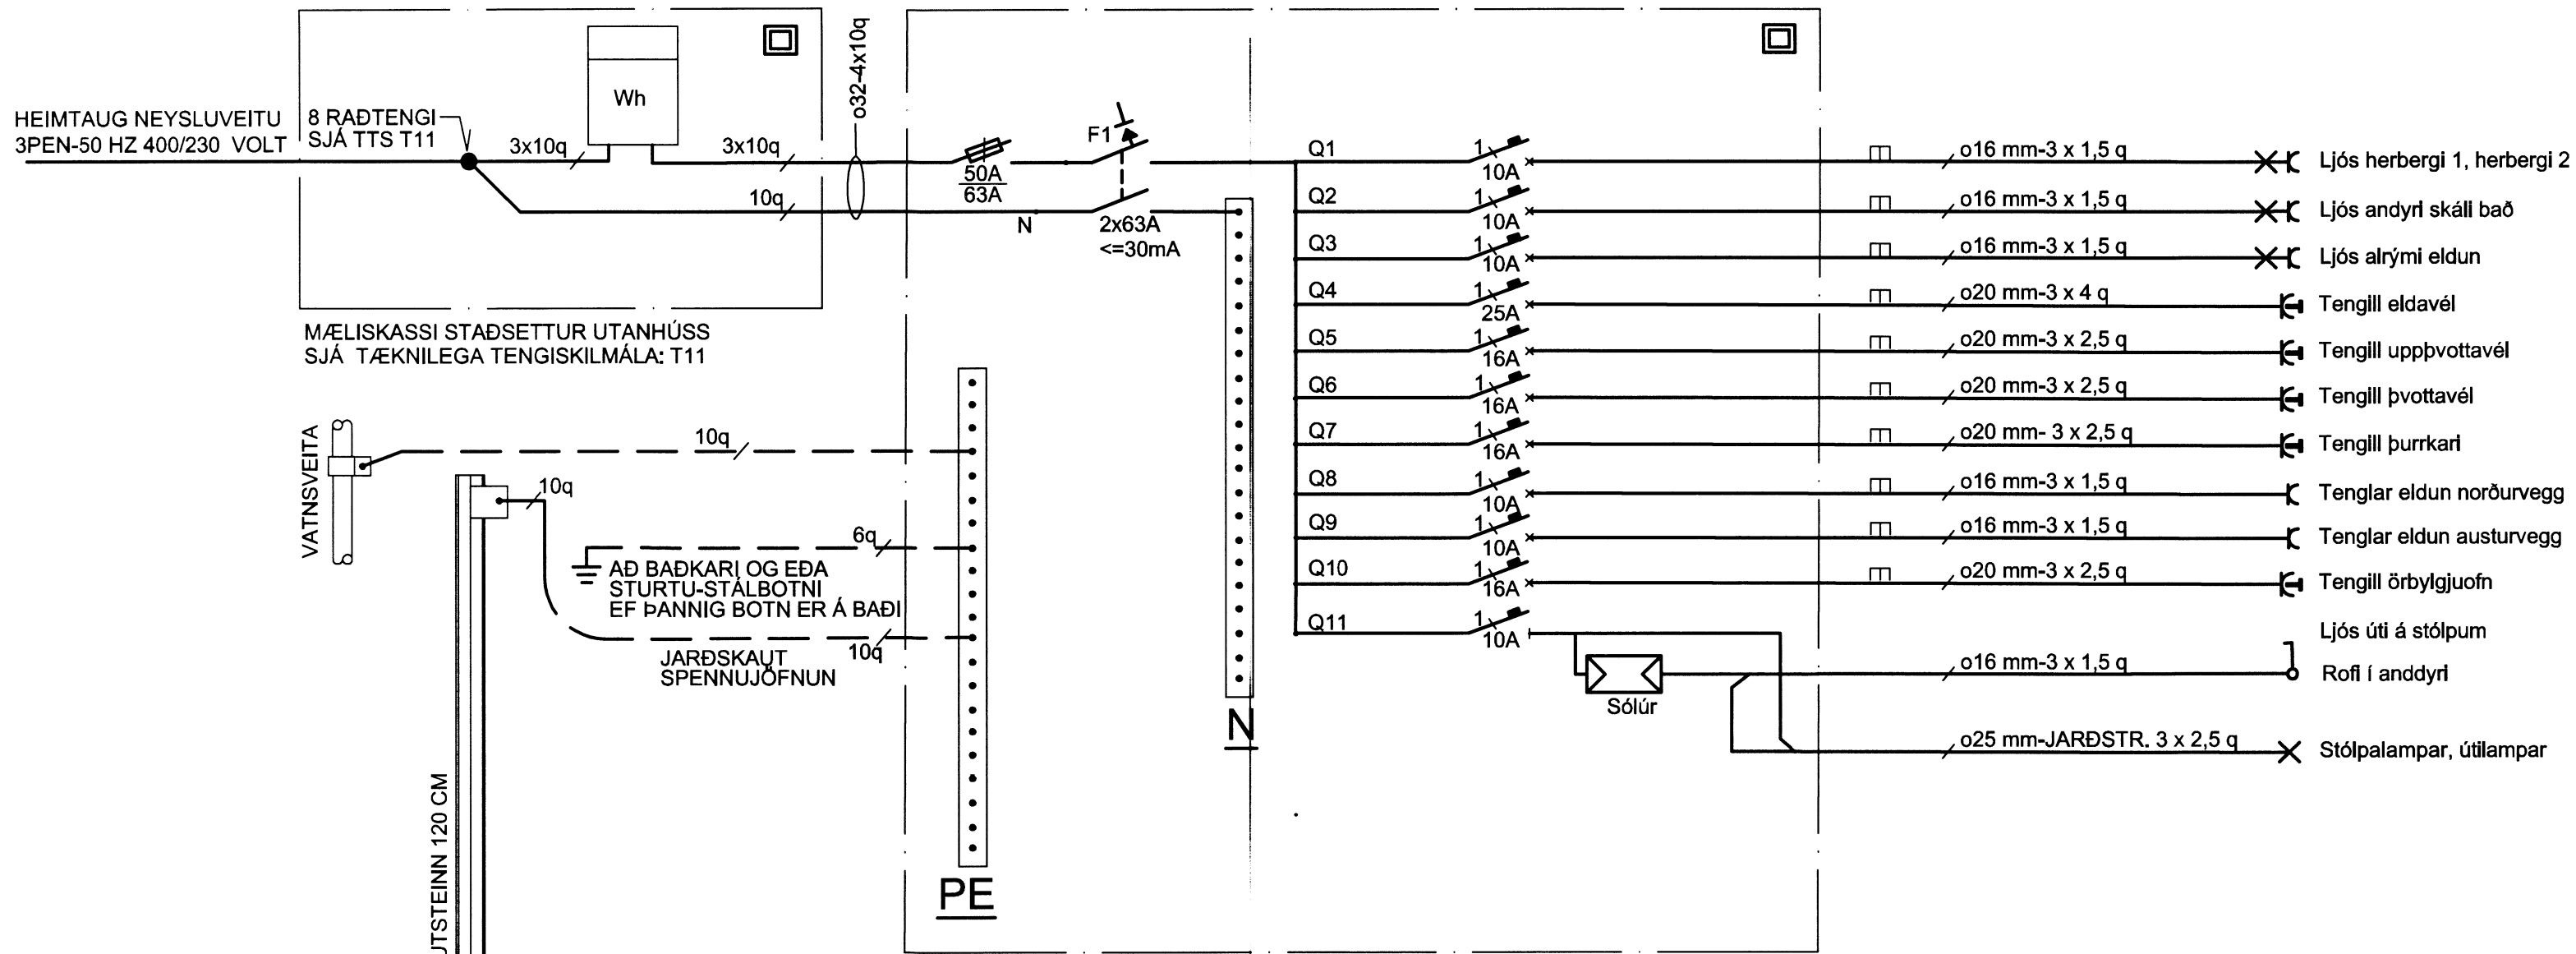 HEIMTAUG NEYSLUVEITU
3PEN-50 HZ 400/230 VOLT
8 RAÐTENGI
SJÁ TTS T11
Wh
3x10q
3x10q
10q
o32-4x10q
MÆLISKASSI STAÐSETTUR UTANHÚSS
SJÁ TÆKNILEGA TENGISKILMÁLA: T11
50A
63A
F1
N
2x63A
<=30mA
VATNSVEITA
10q
10q
6q
AÐ BAÐKARI OG EÐA
STURTU-STÁLBOTNI
EF ÞANNIG BOTN ER Á BAÐI
10q
JARÐSKAUT
SPENNUJÖFNUN
UTSTEINN 120 CM
PE
N
Q1 1 10A o16 mm-3 x 1,5 q Ljós herbergi 1, herbergi 2
Q2 1 10A o16 mm-3 x 1,5 q Ljós andyri skáli bað
Q3 1 10A o16 mm-3 x 1,5 q Ljós alrými eldun
Q4 1 25A o20 mm-3 x 4 q Tengill eldavél
Q5 1 16A o20 mm-3 x 2,5 q Tengill uppþvottavél
Q6 1 16A o20 mm-3 x 2,5 q Tengill þvottavél
Q7 1 16A o20 mm- 3 x 2,5 q Tengill þurrkari
Q8 1 10A o16 mm-3 x 1,5 q Tenglar eldun norðurvegg
Q9 1 10A o16 mm-3 x 1,5 q Tenglar eldun austurvegg
Q10 1 16A o20 mm-3 x 2,5 q Tengill örbylgjuofn
Q11 1 10A Ljós úti á stólpum
o16 mm-3 x 1,5 q Rofi í anddyri
Sólúr
o25 mm-JARÐSTR. 3 x 2,5 q Stólpalampar, útilampar